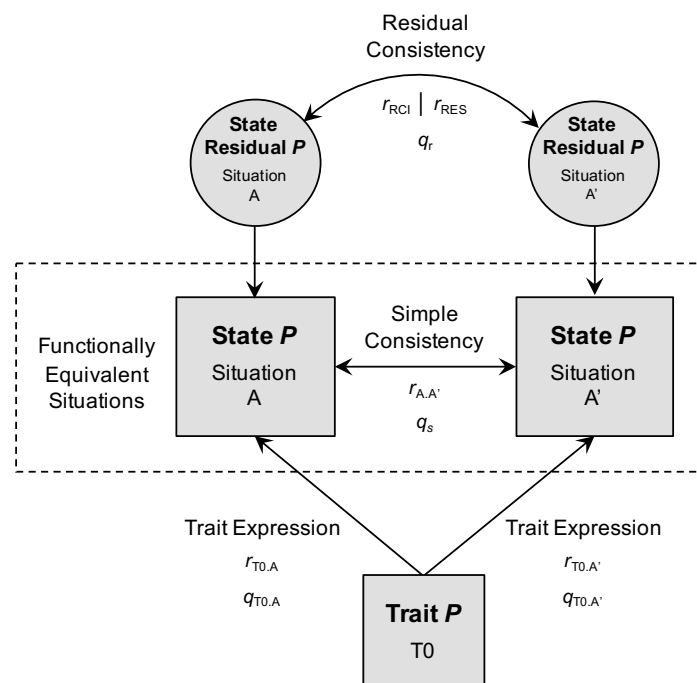 Residual
Consistency
r_RCI | r_RES
q_r
State
Residual P
Situation
A
State
Residual P
Situation
A’
Functionally
Equivalent
Situations
State P
Situation
A
Simple
Consistency
r_A.A’
q_s
State P
Situation
A’
Trait Expression
r_T0.A
q_T0.A
Trait Expression
r_T0.A’
q_T0.A’
Trait P
T0